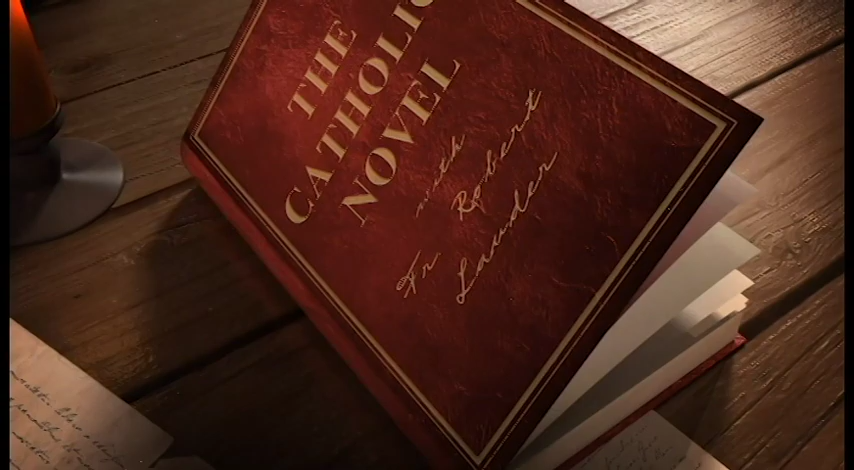 THE
CATHOLIC
NOVEL
with
Fr Robert
Lauder